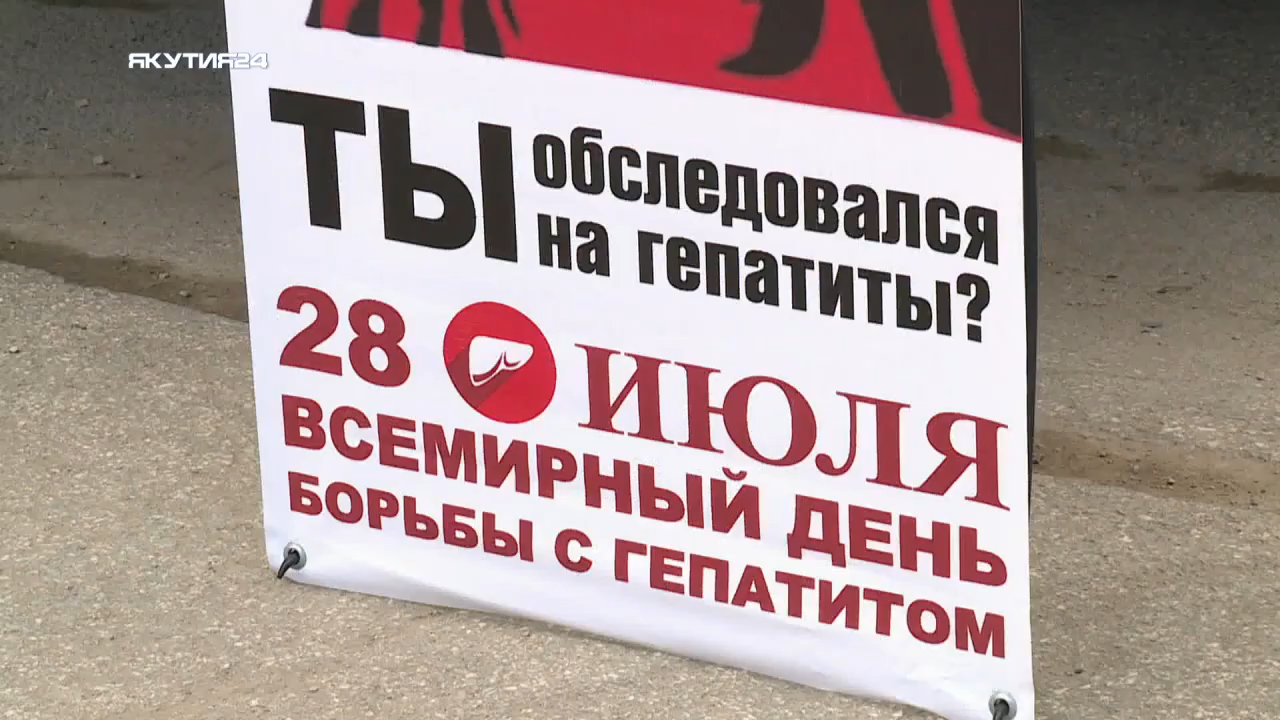 ЯКУТИЯ24
ТЫ обследовался
на гепатиты?
28 ИЮЛЯ
ВСЕМИРНЫЙ ДЕНЬ
БОРЬБЫ С ГЕПАТИТОМ